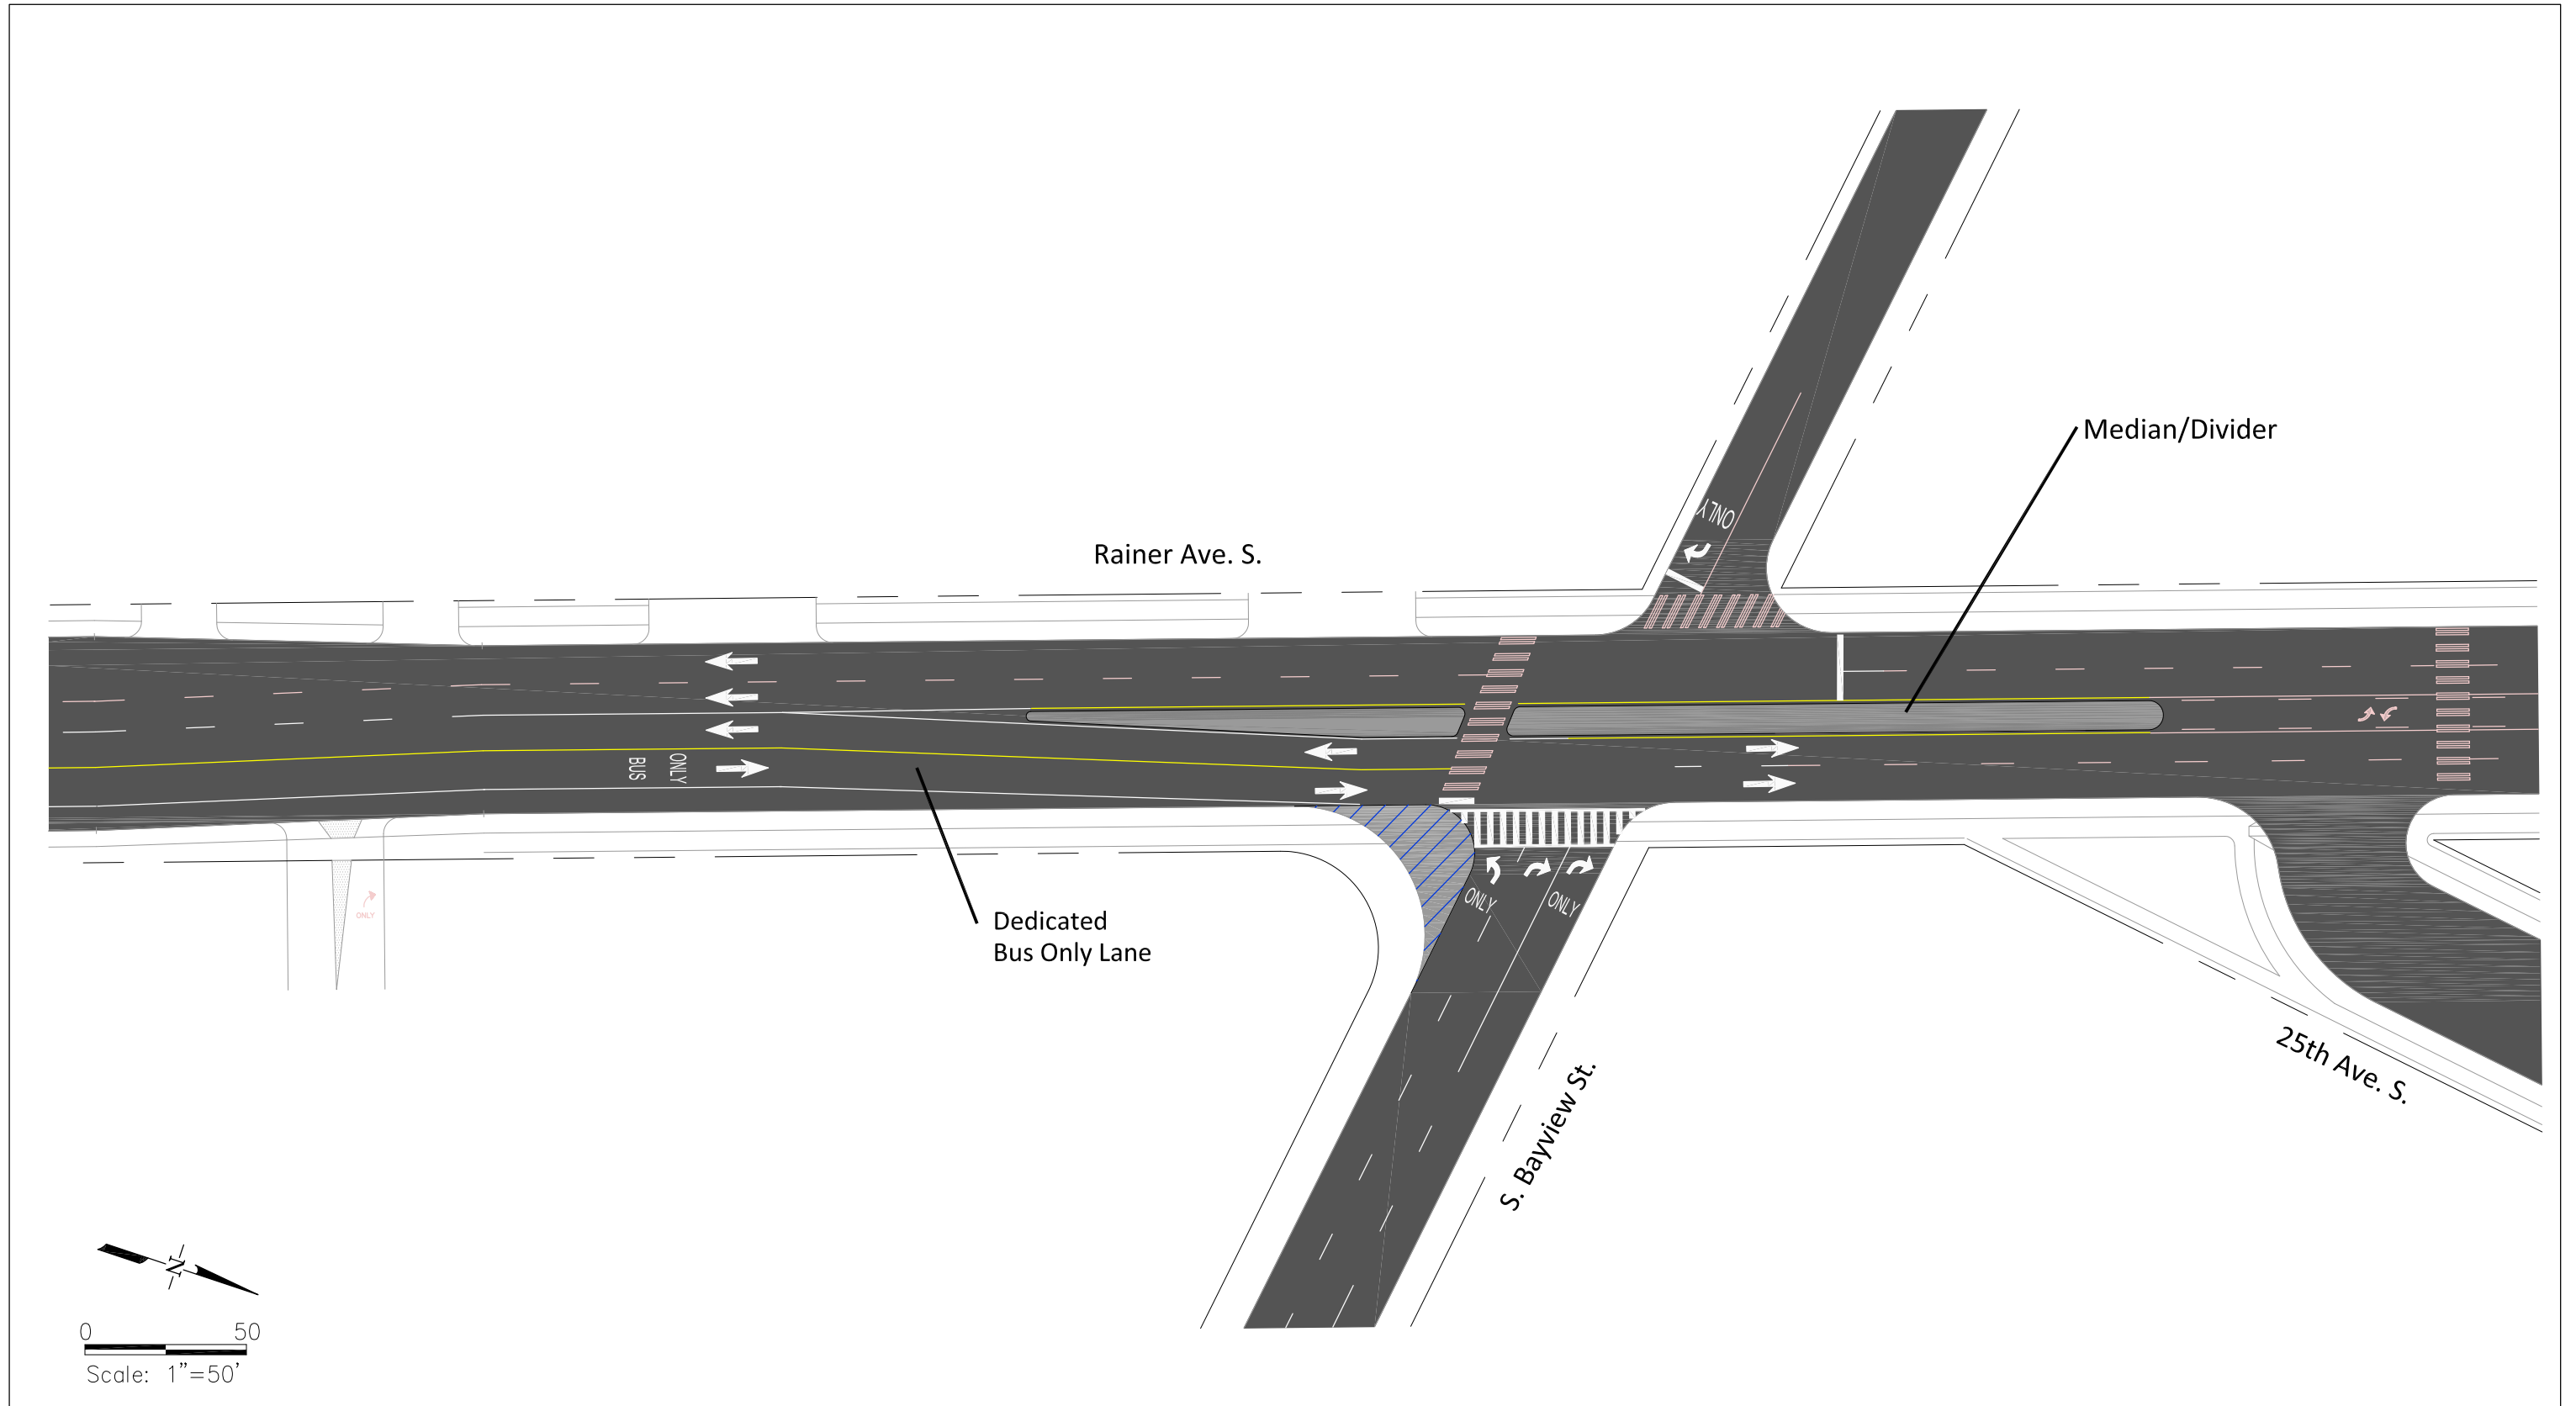 Median/Divider
ONLY
Rainer Ave. S.
ONLY
BUS
ONLY
ONLY
ONLY
Dedicated
Bus Only Lane
25th Ave. S.
S. Bayview St.
N
0 50
Scale: 1"=50'